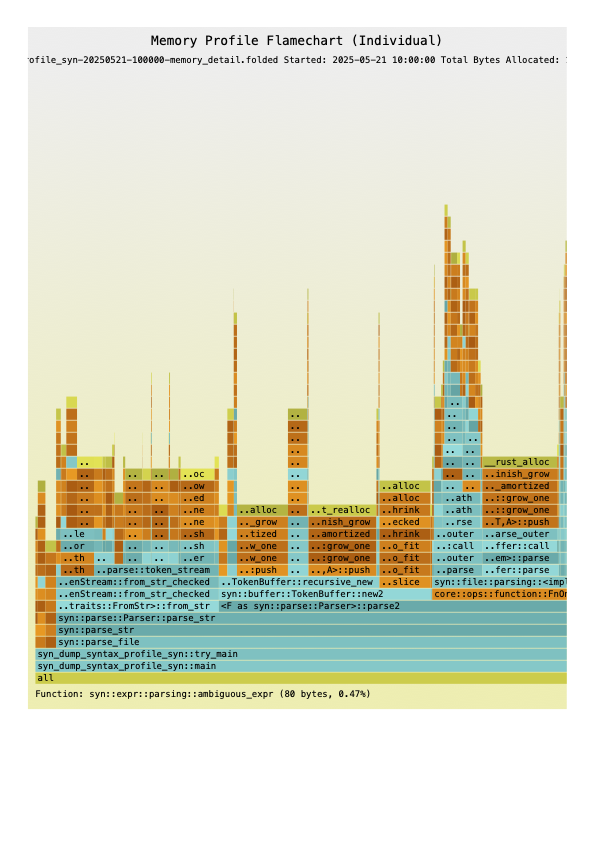 Memory Profile Flamechart (Individual)
ofile_syn-20250521-100000-memory_detail.folded Started: 2025-05-21 10:00:00 Total Bytes Allocated:
..
__rust_alloc
..
..
..
..oc
..inish_grow
..
..
..ow
..alloc
.._amortized
..
..
..ed
..alloc
..ath
..::grow_one
..
..
..ne
..alloc
..
..t_realloc
..hrink
..ath
..::grow_one
..
..
..ne
.._grow
..
..nish_grow
..ecked
..rse
..T,A>::push
..le
..
..
..sh
..tized
..
..amortized
..hrink
..outer
..arse_outer
..or
..
..
..sh
..w_one
..
..grow_one
..o_fit
..call
..ffer::call
..th
..
..
..er
..w_one
..
..::grow_one
..o_fit
..outer
..em>::parse
..th
..parse::token_stream
..:push
..
..,A>::push
..o_fit
..parse
..fer::parse
..enStream::from_str_checked
..TokenBuffer::recursive_new
..slice
syn::file::parsing::<impl
..enStream::from_str_checked
syn::buffer::TokenBuffer::new2
core::ops::function::FnOn
..traits::FromStr>::from_str
<F as syn::parse::Parser>::parse2
syn::parse::Parser::parse_str
syn::parse_str
syn::parse_file
syn_dump_syntax_profile_syn::try_main
syn_dump_syntax_profile_syn::main
all
Function: syn::expr::parsing::ambiguous_expr (80 bytes, 0.47%)